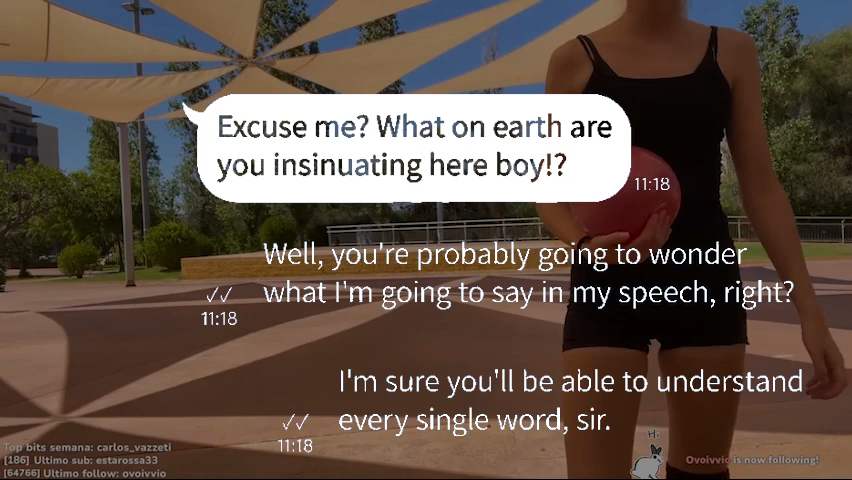 Excuse me? What on earth are
you insinuating here boy!?
11:18
Well, you're probably going to wonder
what I'm going to say in my speech, right?
✓✓
11:18
I'm sure you'll be able to understand
every single word, sir.
✓✓
11:18
Hi
Top bits semana: carlos_vazzeti
[186] Ultimo sub: estarossa33
[64766] Ultimo follow: ovoivvio
Ovoivvio is now following!